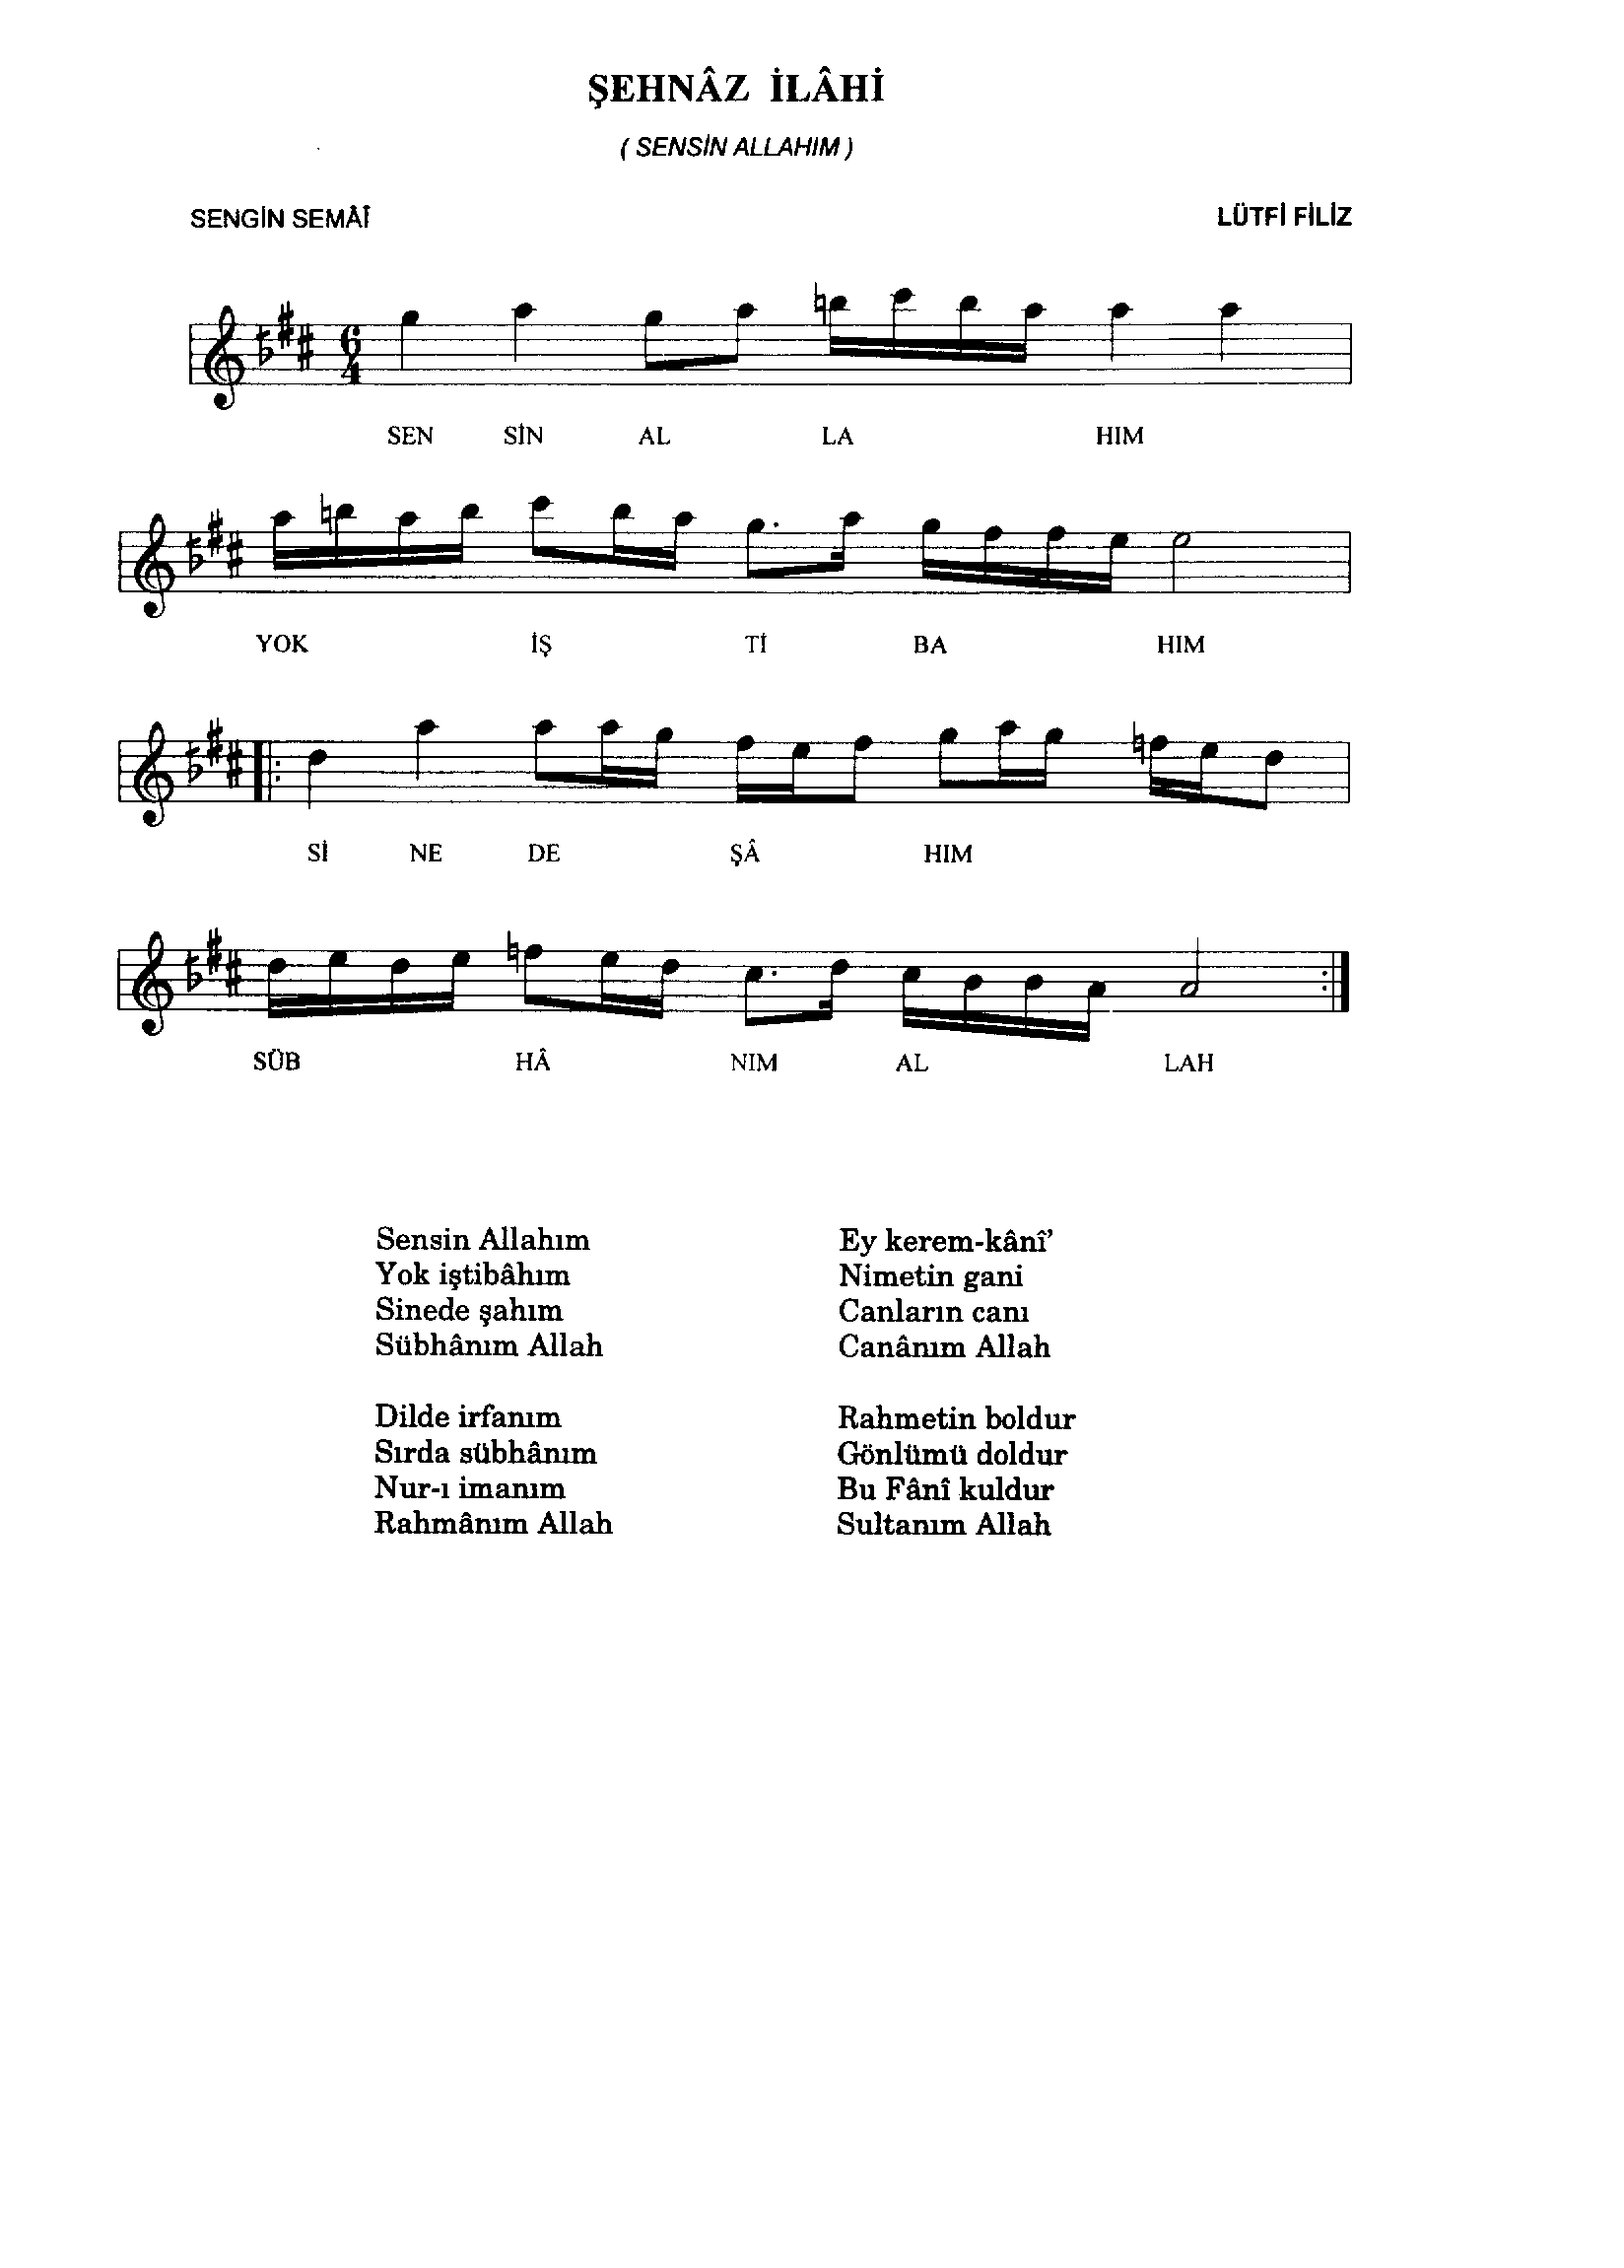 ŞEHNÂZ İLÂHİ
( SENSİN ALLAHIM )
SENGİN SEMÂÎ
LÜTFİ FİLİZ
6
4
SEN SİN AL LA HIM
YOK İŞ Tİ BA HIM
Sİ NE DE ŞÂ HIM
SÜB HÂ NIM AL LAH
Sensin Allahım
Yok iştibâhım
Sinede şahım
Sübhânım Allah
Dilde irfanım
Sırda sübhânım
Nur-ı imanım
Rahmânım Allah
Ey kerem-kânî’
Nimetin gani
Canların canı
Canânım Allah
Rahmetin boldur
Gönlümü doldur
Bu Fânî kuldur
Sultanım Allah